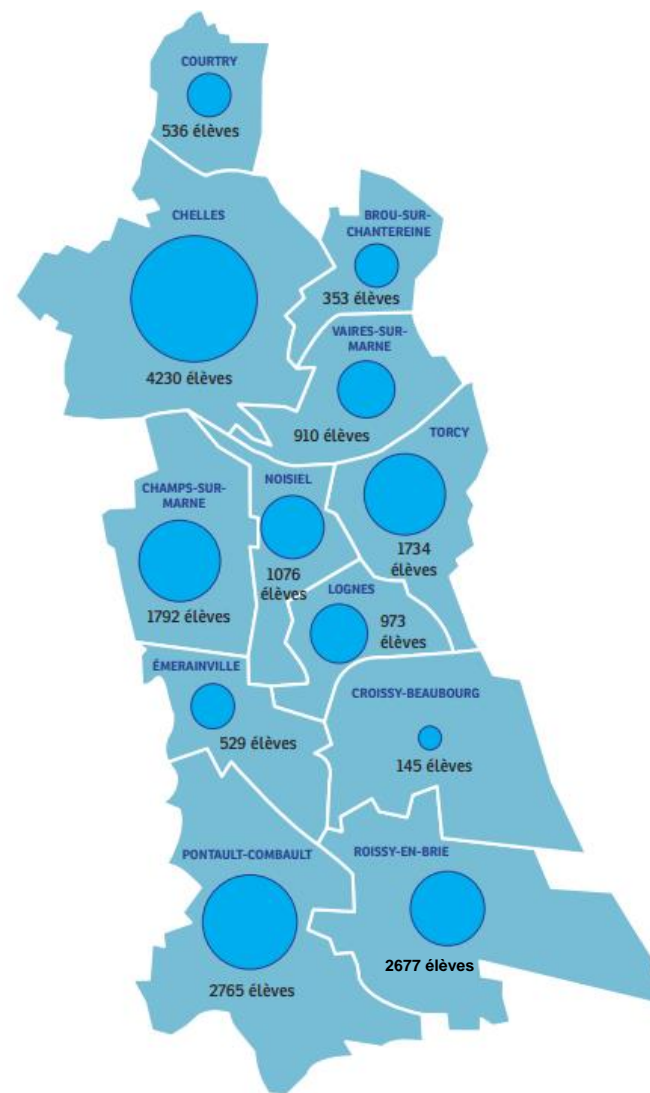 COURTRY
536 élèves
CHELLES
4230 élèves
BROU-SUR-
CHANTEREINE
353 élèves
VAIRES-SUR-
MARNE
910 élèves
TORCY
1734
élèves
CHAMPS-SUR-
MARNE
1792 élèves
NOISIEL
1076
élèves
LOGNES
973
élèves
ÉMERAINVILLE
529 élèves
CROISSY-BEAUBOURG
145 élèves
PONTAULT-COMBAULT
2765 élèves
ROISSY-EN-BRIE
2677 élèves